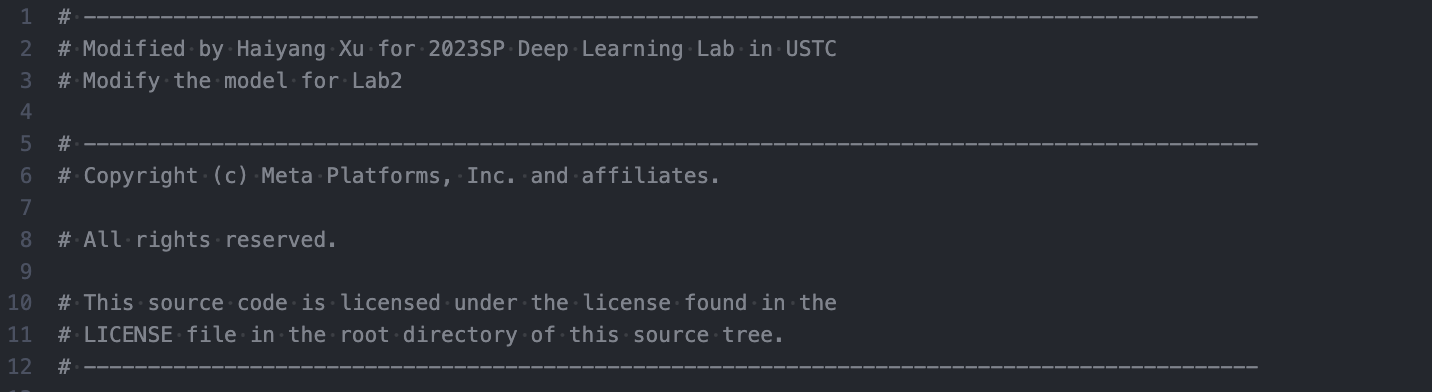 1 # --------------------------------------------------------------------------------------------
2 # Modified by Haiyang Xu for 2023SP Deep Learning Lab in USTC
3 # Modify the model for Lab2
4
5 # --------------------------------------------------------------------------------------------
6 # Copyright (c) Meta Platforms, Inc. and affiliates.
7
8 # All rights reserved.
9
10 # This source code is licensed under the license found in the
11 # LICENSE file in the root directory of this source tree.
12 # --------------------------------------------------------------------------------------------